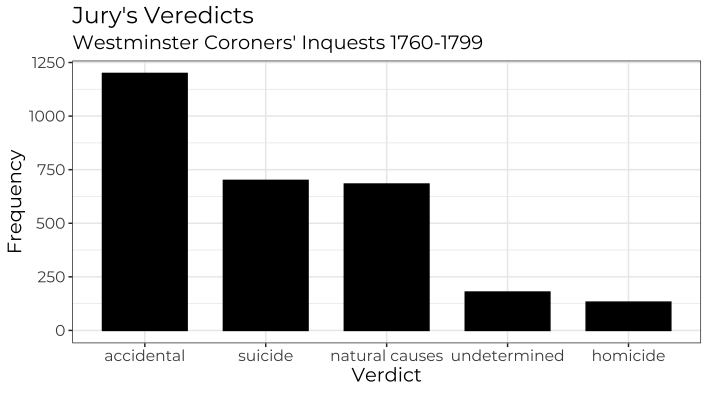 Jury's Veredicts
Westminster Coroners' Inquests 1760-1799
1250
1000
750
500
250
0
Frequency
accidental suicide natural causes undetermined homicide
Verdict